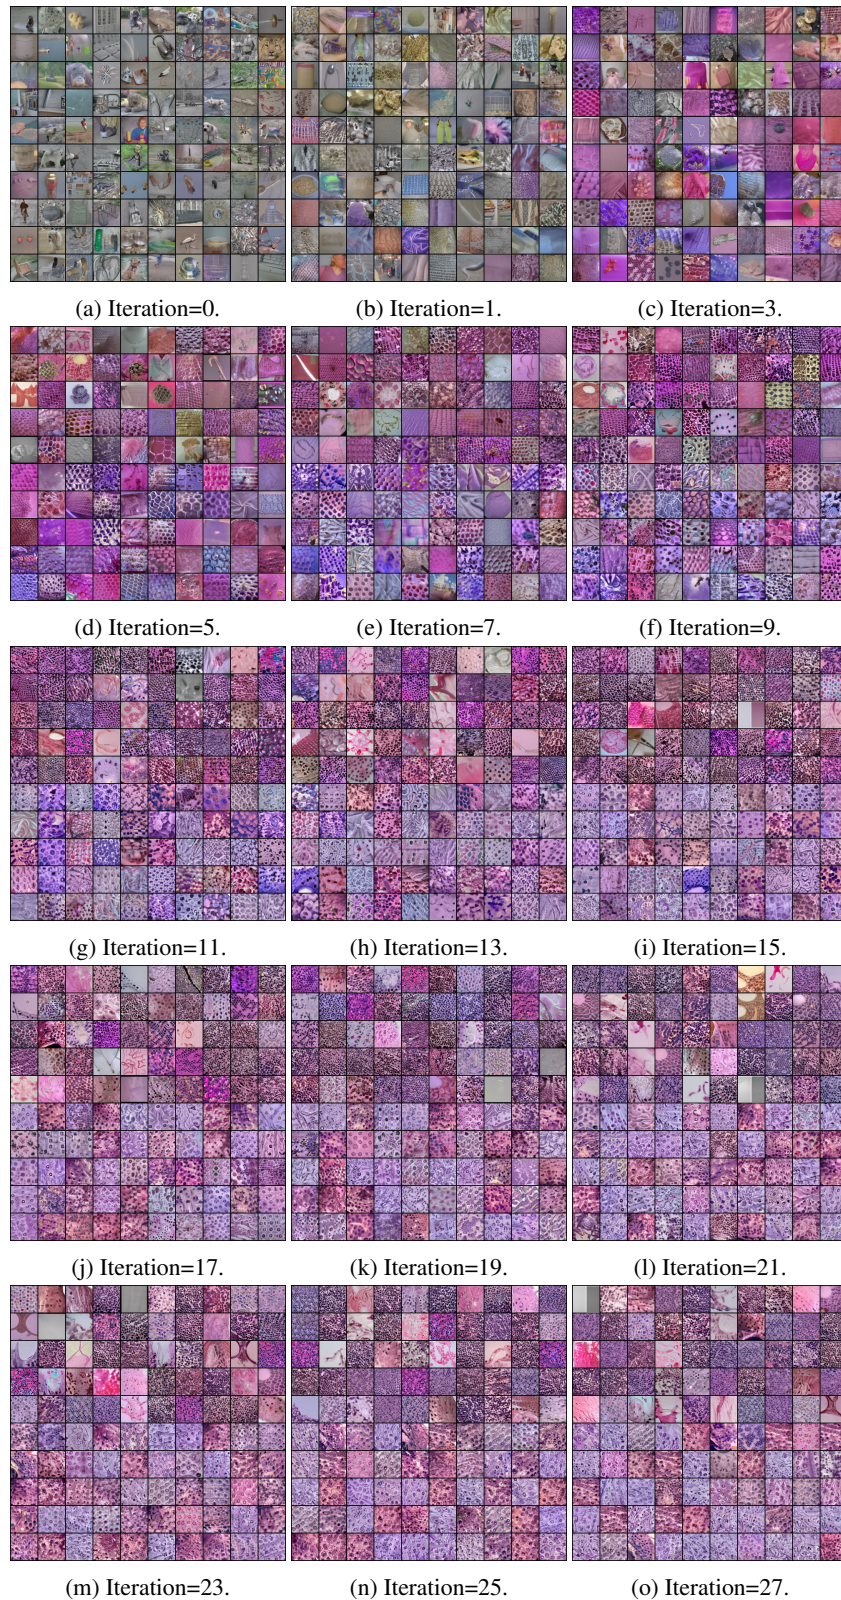 (a) Iteration=0.
(b) Iteration=1.
(c) Iteration=3.
(d) Iteration=5.
(e) Iteration=7.
(f) Iteration=9.
(g) Iteration=11.
(h) Iteration=13.
(i) Iteration=15.
(j) Iteration=17.
(k) Iteration=19.
(l) Iteration=21.
(m) Iteration=23.
(n) Iteration=25.
(o) Iteration=27.